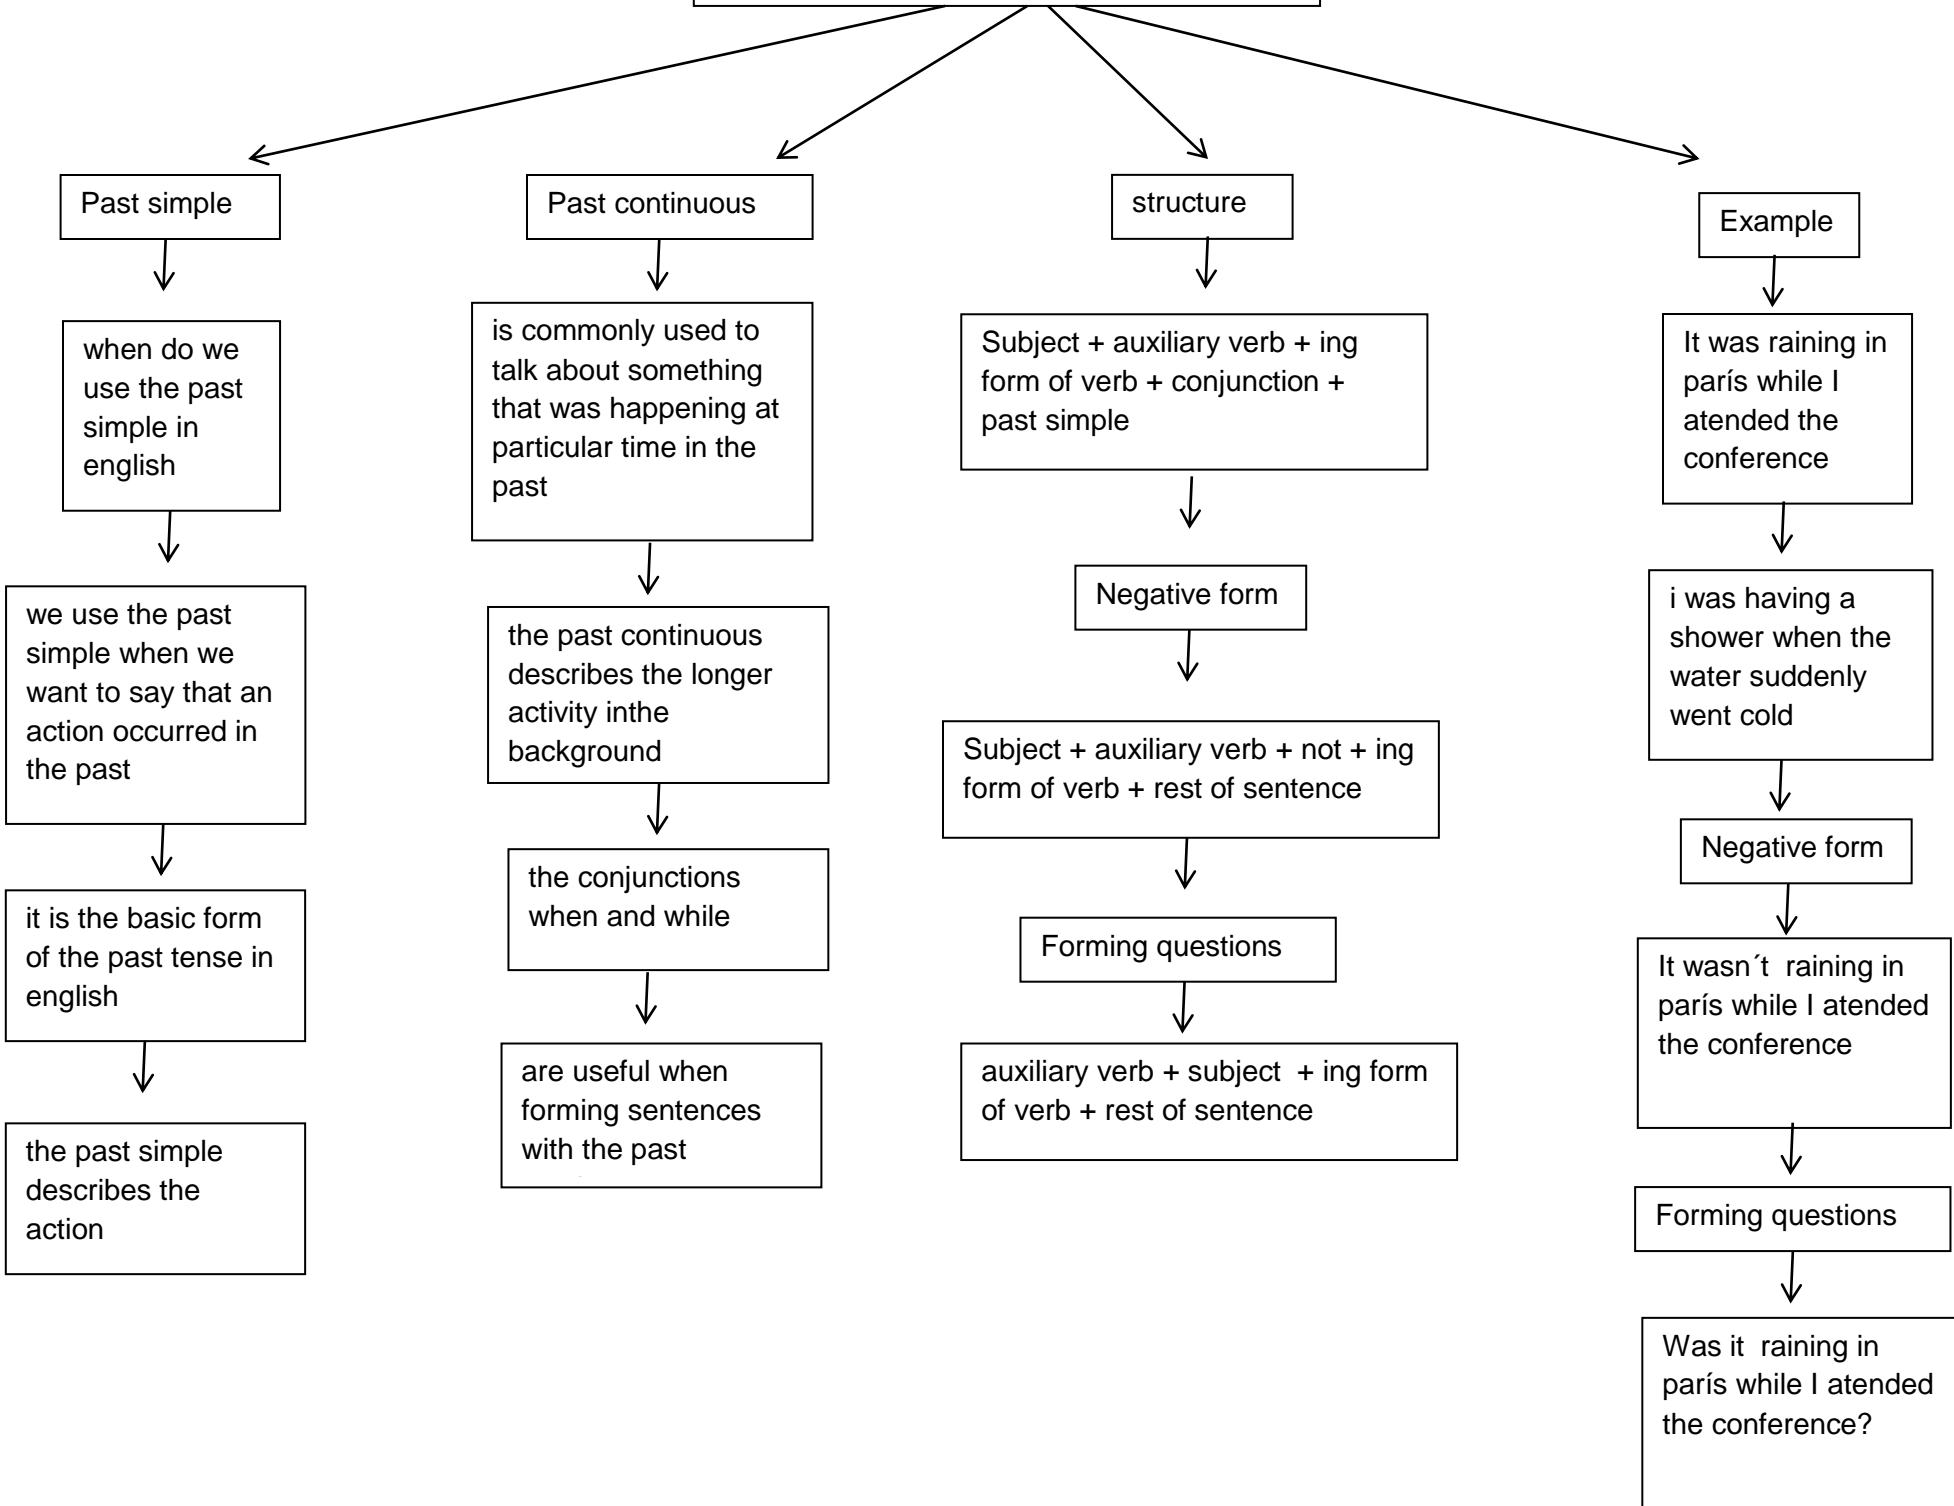 Past simple
when do we
use the past
simple in
english
we use the past
simple when we
want to say that an
action occurred in
the past
it is the basic form
of the past tense in
english
the past simple
describes the
action
Past continuous
is commonly used to
talk about something
that was happening at
particular time in the
past
the past continuous
describes the longer
activity inthe
background
the conjunctions
when and while
are useful when
forming sentences
with the past
structure
Subject + auxiliary verb + ing
form of verb + conjunction +
past simple
Negative form
Subject + auxiliary verb + not + ing
form of verb + rest of sentence
Forming questions
auxiliary verb + subject  + ing form
of verb + rest of sentence
Example
It was raining in
parís while I
atended the
conference
i was having a
shower when the
water suddenly
went cold
Negative form
It wasn´t  raining in
parís while I atended
the conference
Forming questions
Was it  raining in
parís while I atended
the conference?